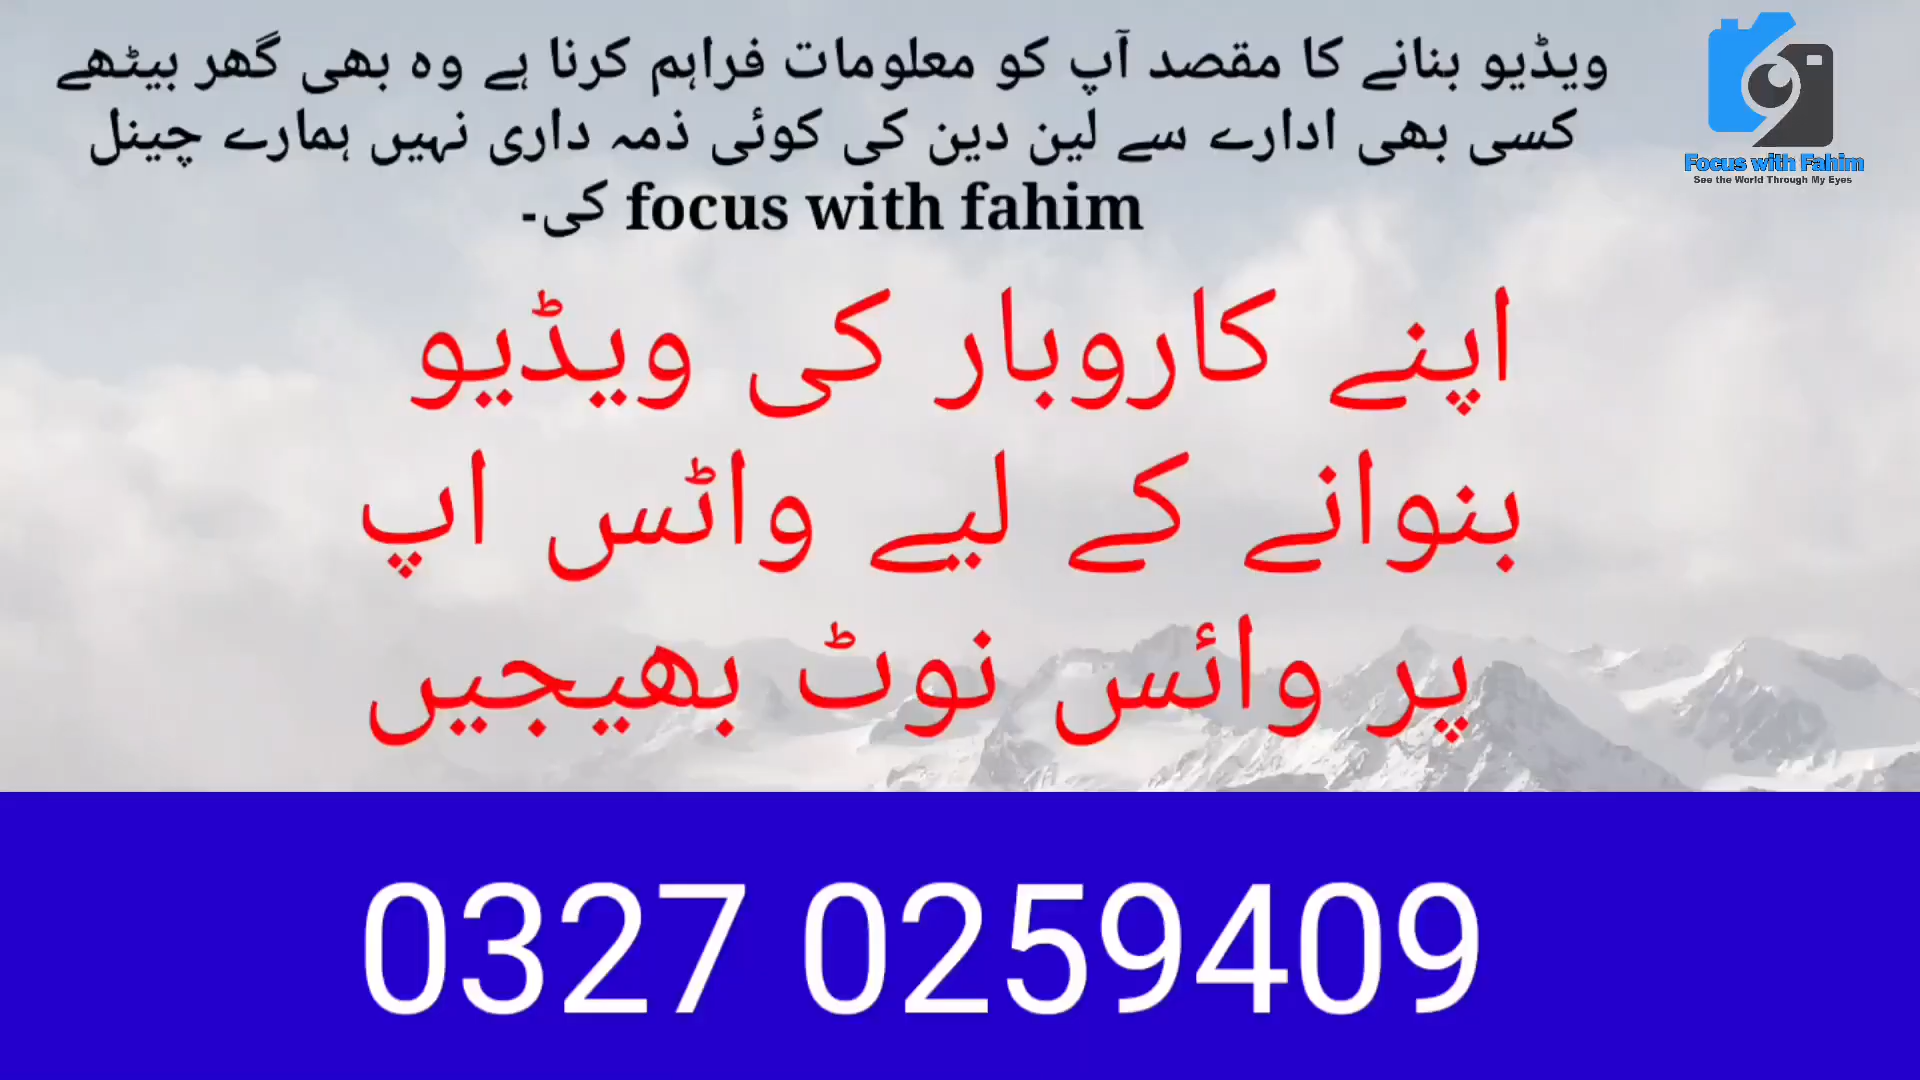 ویڈیو بنانے کا مقصد آپ کو معلومات فراہم کرنا ہے وہ بھی گھر بیٹھے
کسی بھی ادارے سے لین دین کی کوئی ذمہ داری نہیں ہمارے چینل
focus with fahim کی۔
Focus with Fahim
See the World Through My Eyes
اپنے کاروبار کی ویڈیو
بنوانے کے لیے واٹس اپ
پر وائس نوٹ بھیجیں
0327 0259409